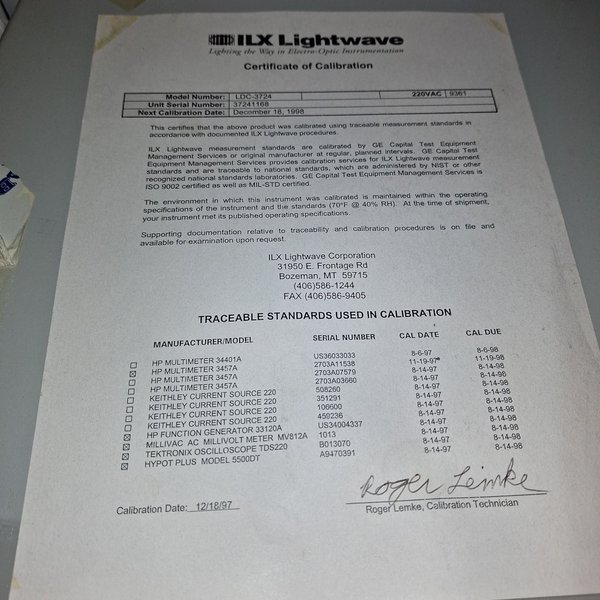 ILX Lightwave
Lighting the Way in Electro-Optic Instrumentation
Certificate of Calibration
Model Number: LDC-3724 220VAC 9361
Unit Serial Number: 37241168
Next Calibration Date: December 18, 1998
This certifies that the above product was calibrated using traceable measurement standards in
accordance with documented ILX Lightwave procedures.
ILX Lightwave measurement standards are calibrated by GE Capital Test Equipment
Management Services or original manufacturer at regular, planned intervals. GE Capital Test
Equipment Management Services provides calibration services for ILX Lightwave measurement
standards and are traceable to national standards, which are administered by NIST or other
recognized national standards laboratories. GE Capital Test Equipment Management Services is
ISO 9002 certified as well as MIL-STD certified.
The environment in which this instrument was calibrated is maintained within the operating
specifications of the instrument and the standards (70°F @ 40% RH). At the time of shipment,
your instrument met its published operating specifications.
Supporting documentation relative to traceability and calibration procedures is on file and
available for examination upon request.
ILX Lightwave Corporation
31950 E. Frontage Rd
Bozeman, MT 59715
(406)586-1244
FAX (406)586-9405
TRACEABLE STANDARDS USED IN CALIBRATION
MANUFACTURER/MODEL SERIAL NUMBER CAL DATE CAL DUE
HP MULTIMETER 34401A US36033033 8-6-97 8-6-98
HP MULTIMETER 3457A 2703A11538 11-19-97 11-19-98
HP MULTIMETER 3457A 2703A07579 8-14-97 8-14-98
HP MULTIMETER 3457A 2703A03660 8-14-97 8-14-98
KEITHLEY CURRENT SOURCE 220 508260 8-14-97 8-14-98
KEITHLEY CURRENT SOURCE 220 351291 8-14-97 8-14-98
KEITHLEY CURRENT SOURCE 220 106600 8-14-97 8-14-98
KEITHLEY CURRENT SOURCE 220 450236 8-14-97 8-14-98
HP FUNCTION GENERATOR 33120A US34004337 8-14-97 8-14-98
MILLIVAC AC MILLIVOLT METER MV812A 1013 8-14-97 8-14-98
TEKTRONIX OSCILLOSCOPE TDS220 B013070 8-14-97 8-14-98
HYPOT PLUS MODEL 5500DT A9470391 8-14-97 8-14-98
Roger Lemke
Calibration Date: 12/18/97 Roger Lemke, Calibration Technician